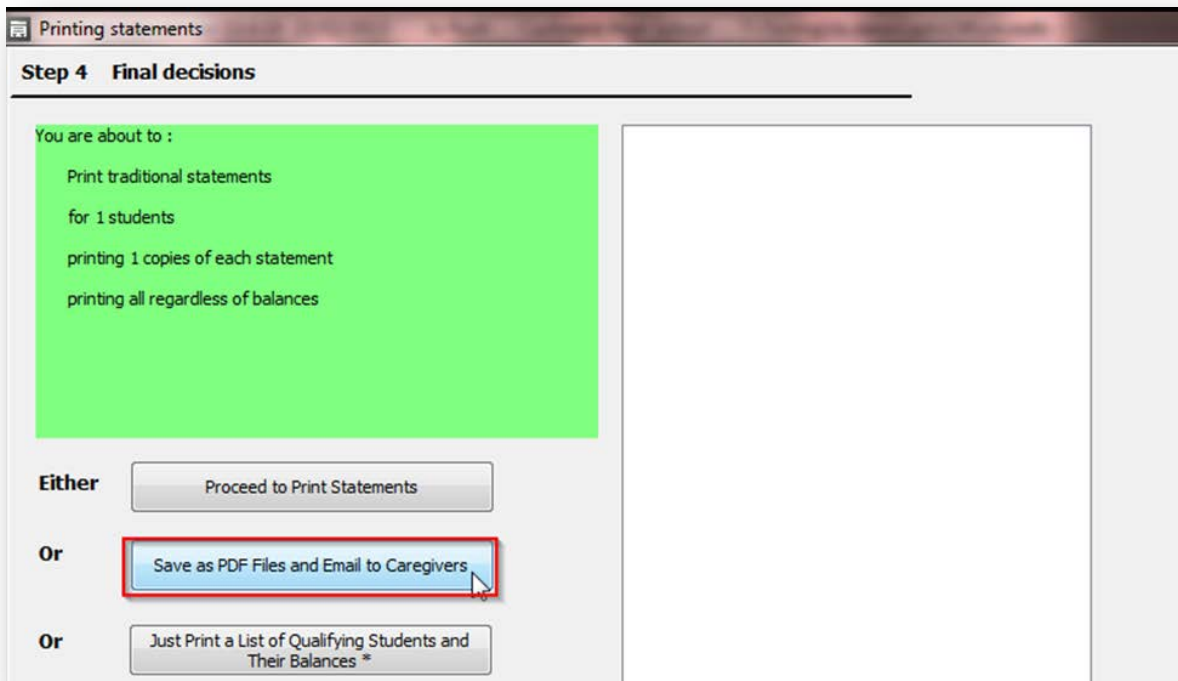 Printing statements
Step 4 Final decisions
You are about to :
Print traditional statements
for 1 students
printing 1 copies of each statement
printing all regardless of balances
Either
Proceed to Print Statements
Or
Save as PDF Files and Email to Caregivers
Or
Just Print a List of Qualifying Students and
Their Balances *